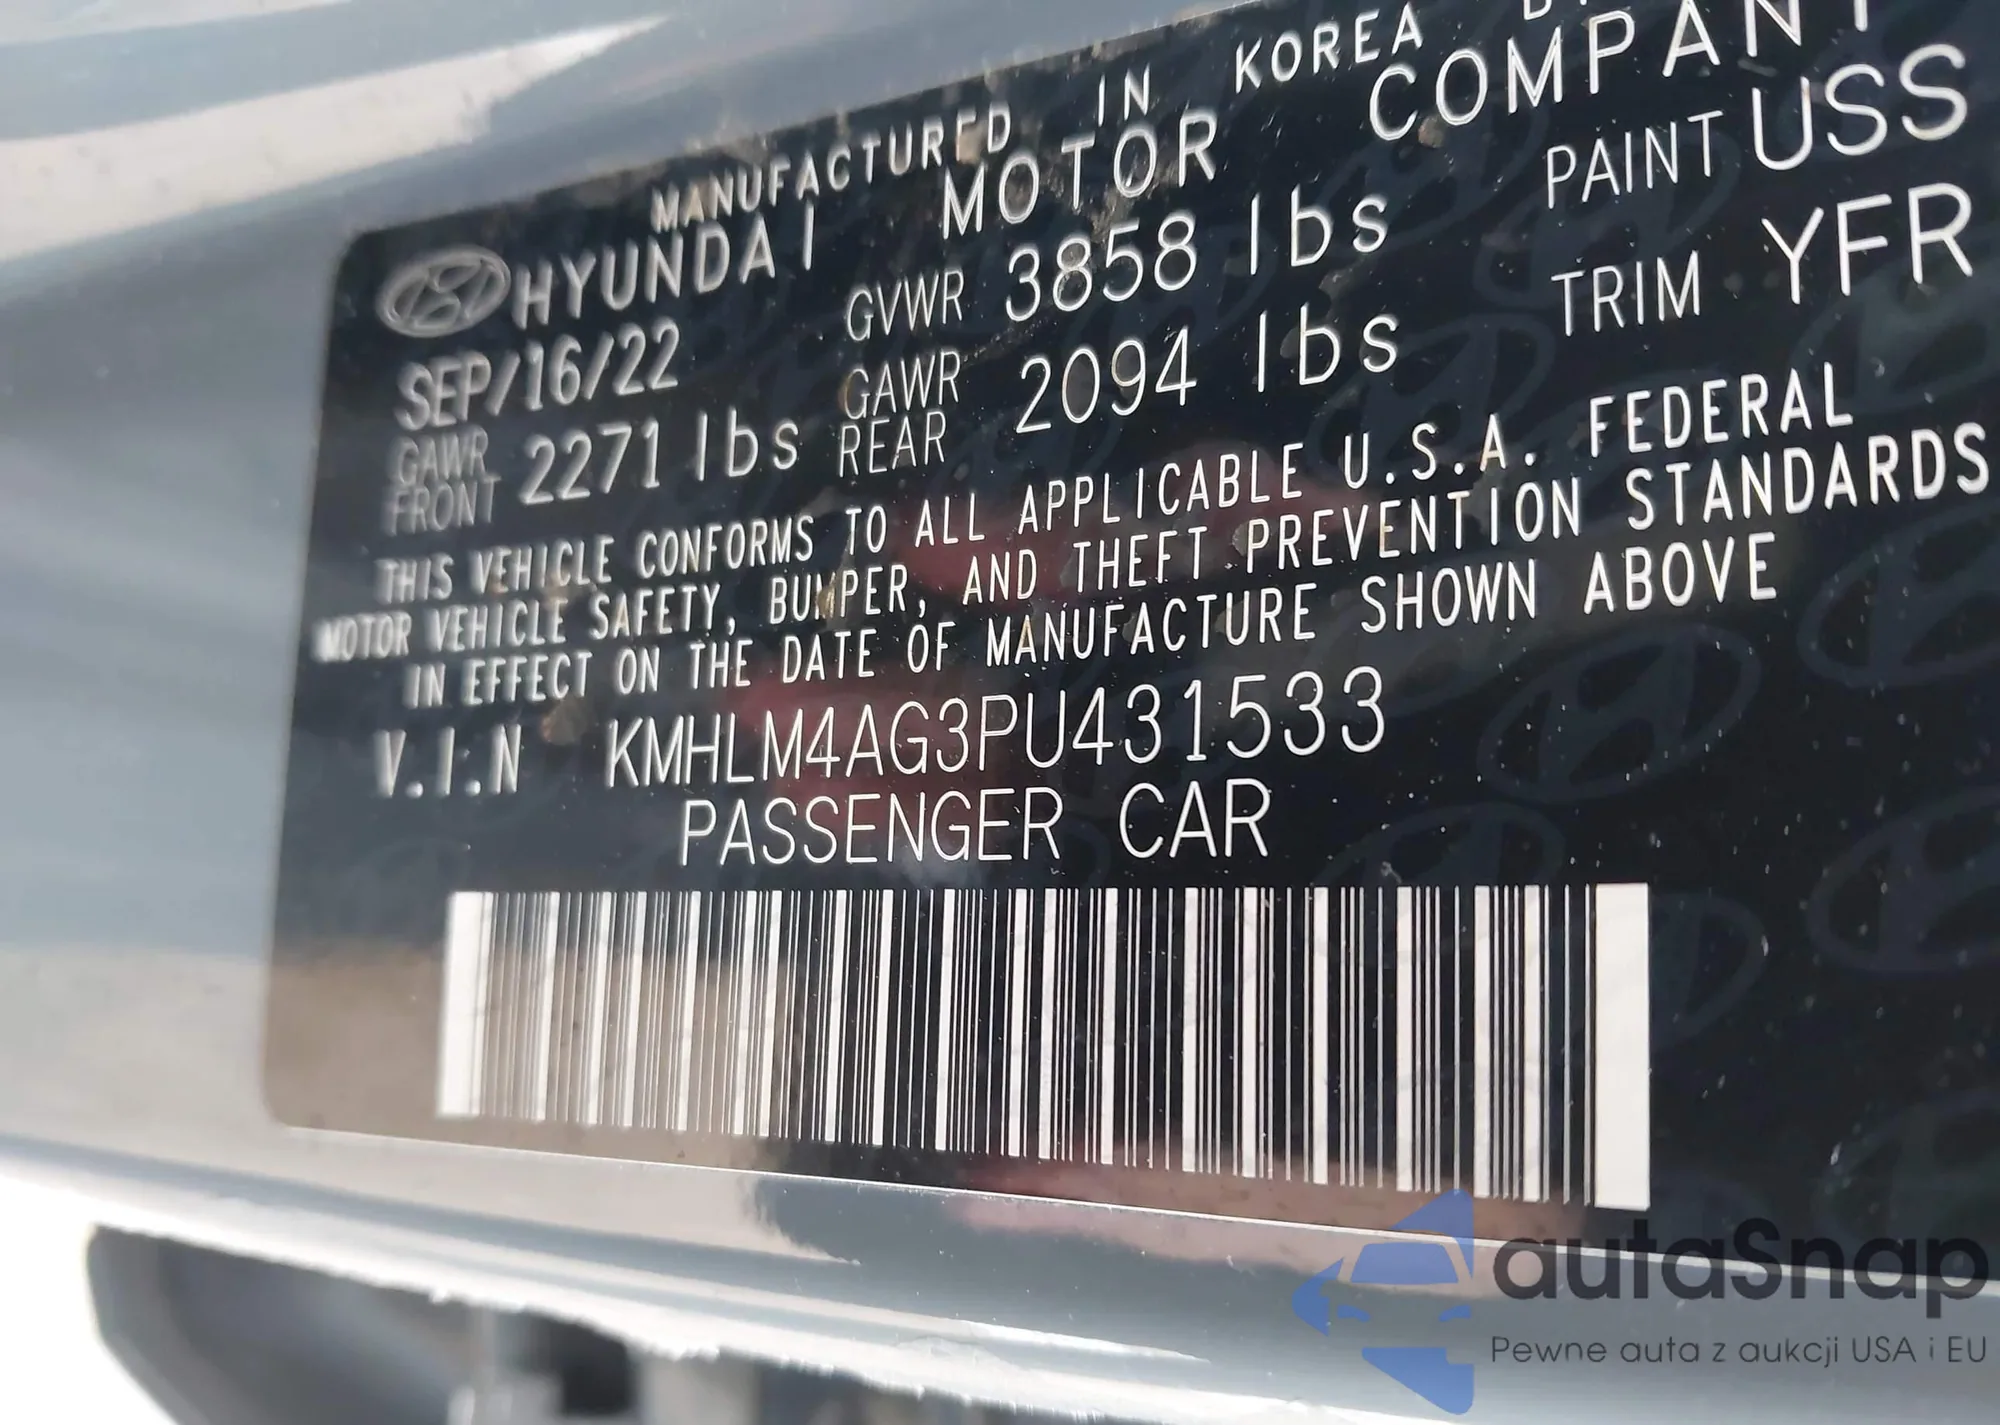 MANUFACTURED IN KOREA
HYUNDAI MOTOR COMPANY
SEP/16/22 GVWR 3858 lbs PAINT USS
GAWR FRONT 2271 lbs GAWR REAR 2094 lbs TRIM YFR
THIS VEHICLE CONFORMS TO ALL APPLICABLE U.S.A. FEDERAL
MOTOR VEHICLE SAFETY, BUMPER, AND THEFT PREVENTION STANDARDS
IN EFFECT ON THE DATE OF MANUFACTURE SHOWN ABOVE
V.I.N KMHLM4AG3PU431533
PASSENGER CAR
autaSnap
Pewne auta z aukcji USA i EU